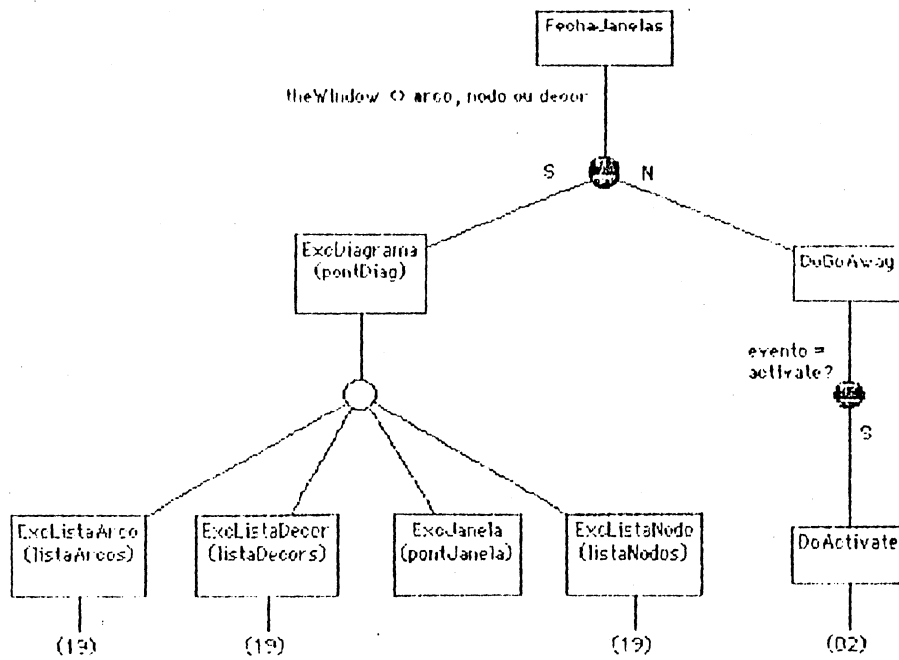 FechaJanelas
theWindow <> arco, nodo ou decor
S
N
ExcDiagrama
(pontDiag)
DoGoAway
evento =
activate?
S
ExcListaArco
(listaArcos)
ExcListaDecor
(listaDecors)
ExcJanela
(pontJanela)
ExcListaNodo
(listaNodos)
DoActivate
(19)
(19)
(19)
(02)